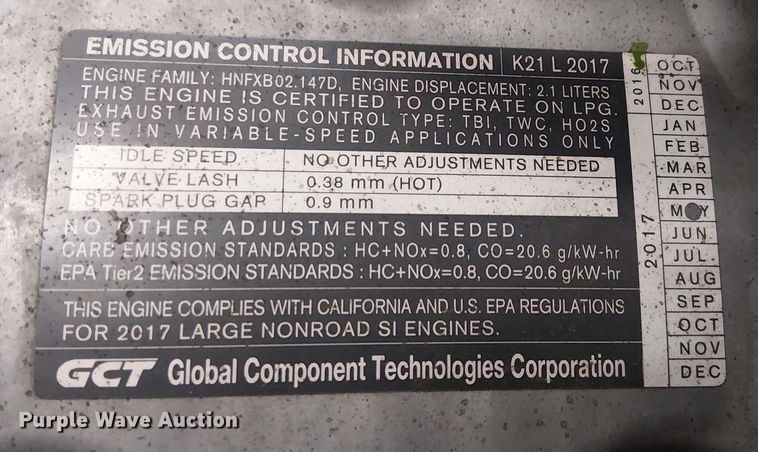 EMISSION CONTROL INFORMATION K21 L 2017
ENGINE FAMILY: HNFXB02.147D, ENGINE DISPLACEMENT: 2.1 LITERS
THIS ENGINE IS CERTIFIED TO OPERATE ON LPG.
EXHAUST EMISSION CONTROL TYPE: TBI, TWC, HO2S
USE IN VARIABLE-SPEED APPLICATIONS ONLY
IDLE SPEED NO OTHER ADJUSTMENTS NEEDED
VALVE LASH 0.38 mm (HOT)
SPARK PLUG GAP 0.9 mm
NO OTHER ADJUSTMENTS NEEDED.
CARB EMISSION STANDARDS : HC+NOx=0.8, CO=20.6 g/kW-hr
EPA Tier2 EMISSION STANDARDS : HC+NOx=0.8, CO=20.6 g/kW-hr
THIS ENGINE COMPLIES WITH CALIFORNIA AND U.S. EPA REGULATIONS
FOR 2017 LARGE NONROAD SI ENGINES.
GCT Global Component Technologies Corporation
2016
OCT
NOV
DEC
2017
JAN
FEB
MAR
APR
MAY
JUN
JUL
AUG
SEP
OCT
NOV
DEC
Purple Wave Auction